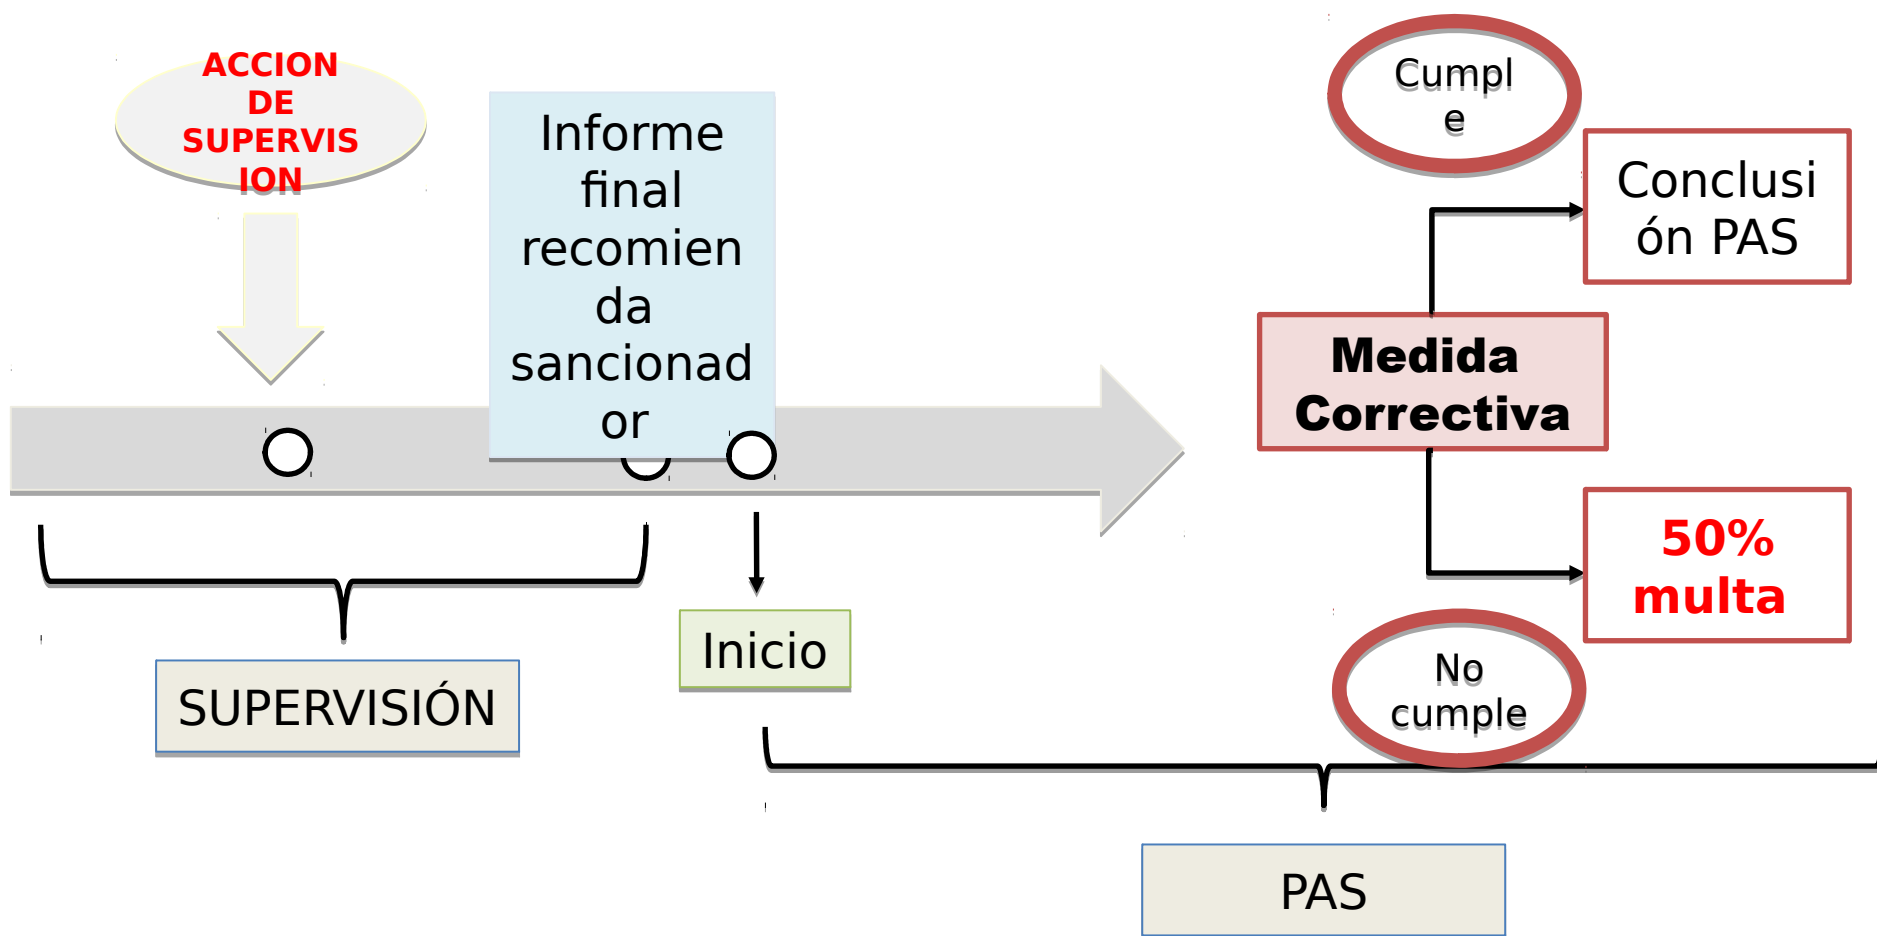 ACCION
DE
SUPERVIS
ION
Informe
final
recomien
da
sancionad
or
Cumpl
e
Conclusi
ón PAS
Medida
Correctiva
50%
multa
No
cumple
Inicio
SUPERVISIÓN
PAS